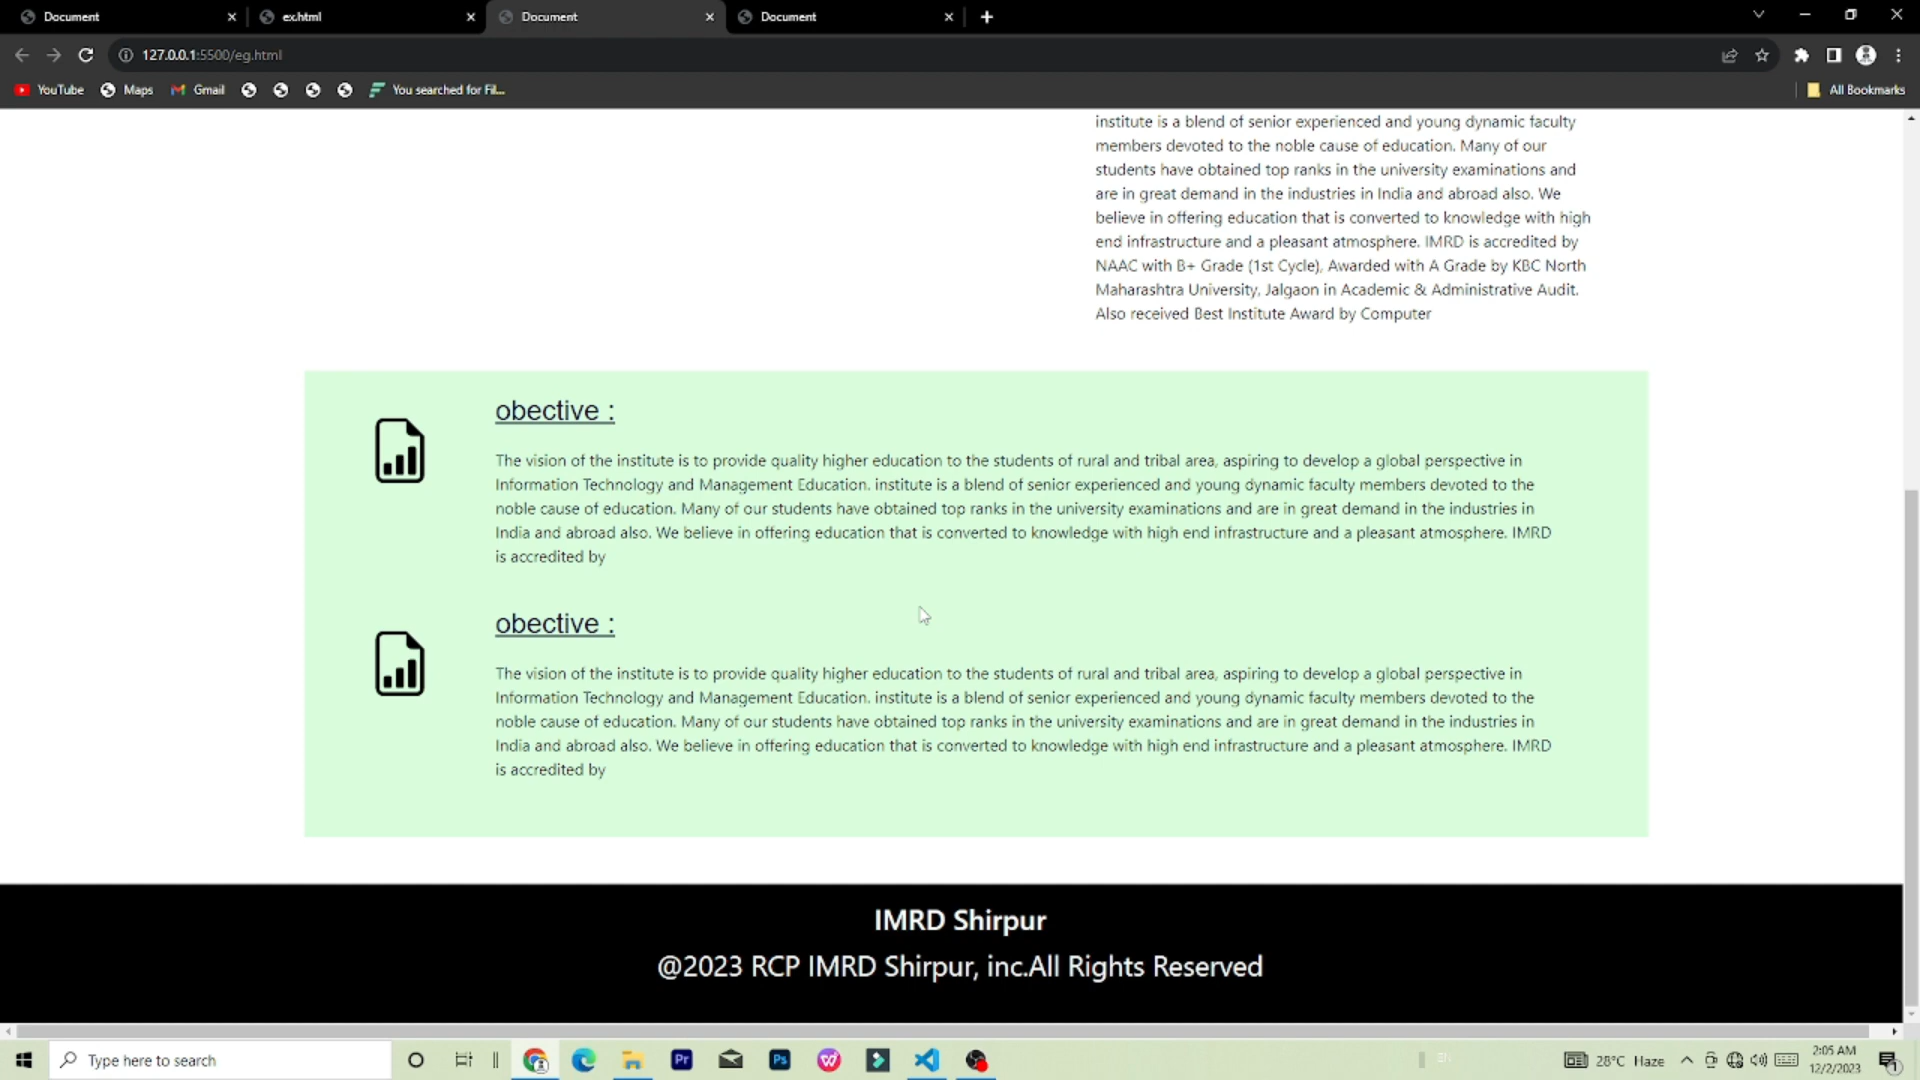 Document
ex.html
Document
Document
127.0.0.1:5500/eg.html
YouTube
Maps
Gmail
You searched for Fil...
All Bookmarks
institute is a blend of senior experienced and young dynamic faculty
members devoted to the noble cause of education. Many of our
students have obtained top ranks in the university examinations and
are in great demand in the industries in India and abroad also. We
believe in offering education that is converted to knowledge with high
end infrastructure and a pleasant atmosphere. IMRD is accredited by
NAAC with B+ Grade (1st Cycle), Awarded with A Grade by KBC North
Maharashtra University, Jalgaon in Academic & Administrative Audit.
Also received Best Institute Award by Computer
obective :
The vision of the institute is to provide quality higher education to the students of rural and tribal area, aspiring to develop a global perspective in
Information Technology and Management Education. institute is a blend of senior experienced and young dynamic faculty members devoted to the
noble cause of education. Many of our students have obtained top ranks in the university examinations and are in great demand in the industries in
India and abroad also. We believe in offering education that is converted to knowledge with high end infrastructure and a pleasant atmosphere. IMRD
is accredited by
obective :
The vision of the institute is to provide quality higher education to the students of rural and tribal area, aspiring to develop a global perspective in
Information Technology and Management Education. institute is a blend of senior experienced and young dynamic faculty members devoted to the
noble cause of education. Many of our students have obtained top ranks in the university examinations and are in great demand in the industries in
India and abroad also. We believe in offering education that is converted to knowledge with high end infrastructure and a pleasant atmosphere. IMRD
is accredited by
IMRD Shirpur
@2023 RCP IMRD Shirpur, inc.All Rights Reserved
Type here to search
Pr
Ps
28°C Haze
2:05 AM
12/2/2023
1